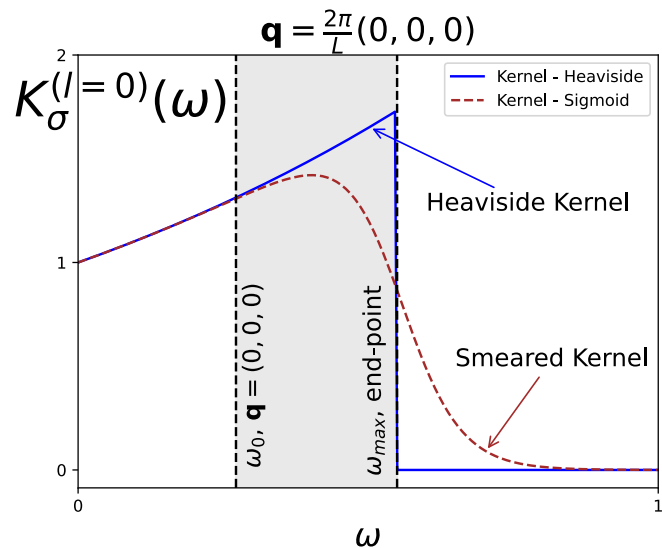 𝐪 = 2π/L (0, 0, 0)
2
K_σ^(l=0)(ω)
Kernel - Heaviside
Kernel - Sigmoid
Heaviside Kernel
1
ω₀, 𝐪 = (0, 0, 0)
ω_max, end-point
Smeared Kernel
0
0
1
ω